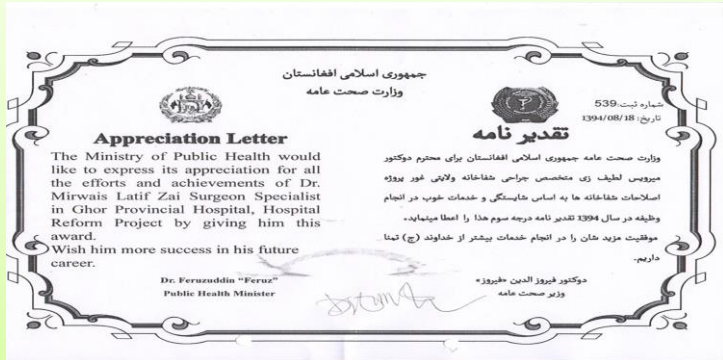 جمهوری اسلامی افغانستان
وزارت صحت عامه
Appreciation Letter
The Ministry of Public Health would
like to express its appreciation for all
the efforts and achievements of Dr.
Mirwais Latif Zai Surgeon Specialist
in Ghor Provincial Hospital, Hospital
Reform Project by giving him this
award.
Wish him more success in his future
career.
Dr. Feruzuddin "Feruz"
Public Health Minister
شماره ثبت:539
تاریخ: 1394/08/18
تقدیر نامه
وزارت صحت عامه جمهوری اسلامی افغانستان برای محترم دوکتور
میرویس لطیف زی متخصص جراحی شفاخانه ولایتی غور پروژه
اصلاحات شفاخانه ها به اساس شایستگی و خدمات خوب در انجام
وظیفه در سال 1394 تقدیر نامه درجه سوم هذا را اعطا مینماید.
موفقیت مزید شان را در انجام خدمات بیشتر از خداوند (ج) تمنا
داریم.
دوکتور فیروز الدین «فیروز»
وزیر صحت عامه